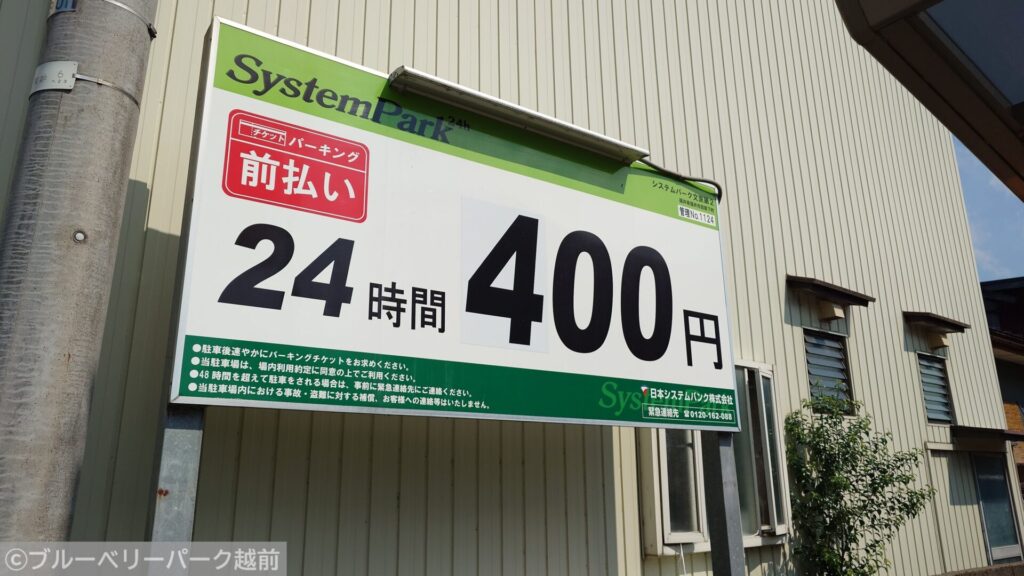 SystemPark
24h
チケットパーキング
前払い
システムパーク文京第2
管理No.1124
24時間 400円
●駐車後速やかにパーキングチケットをお求めください。
●当駐車場は、場内利用約定に同意の上でご利用ください。
●48時間を超えて駐車をされる場合は、事前に緊急連絡先にご連絡ください。
●当駐車場内における事故・盗難に対する補償、お客様への連絡等はいたしません。
SystemPark
日本システムバンク株式会社
緊急連絡先 ☎0120-162-088
©ブルーベリーパーク越前